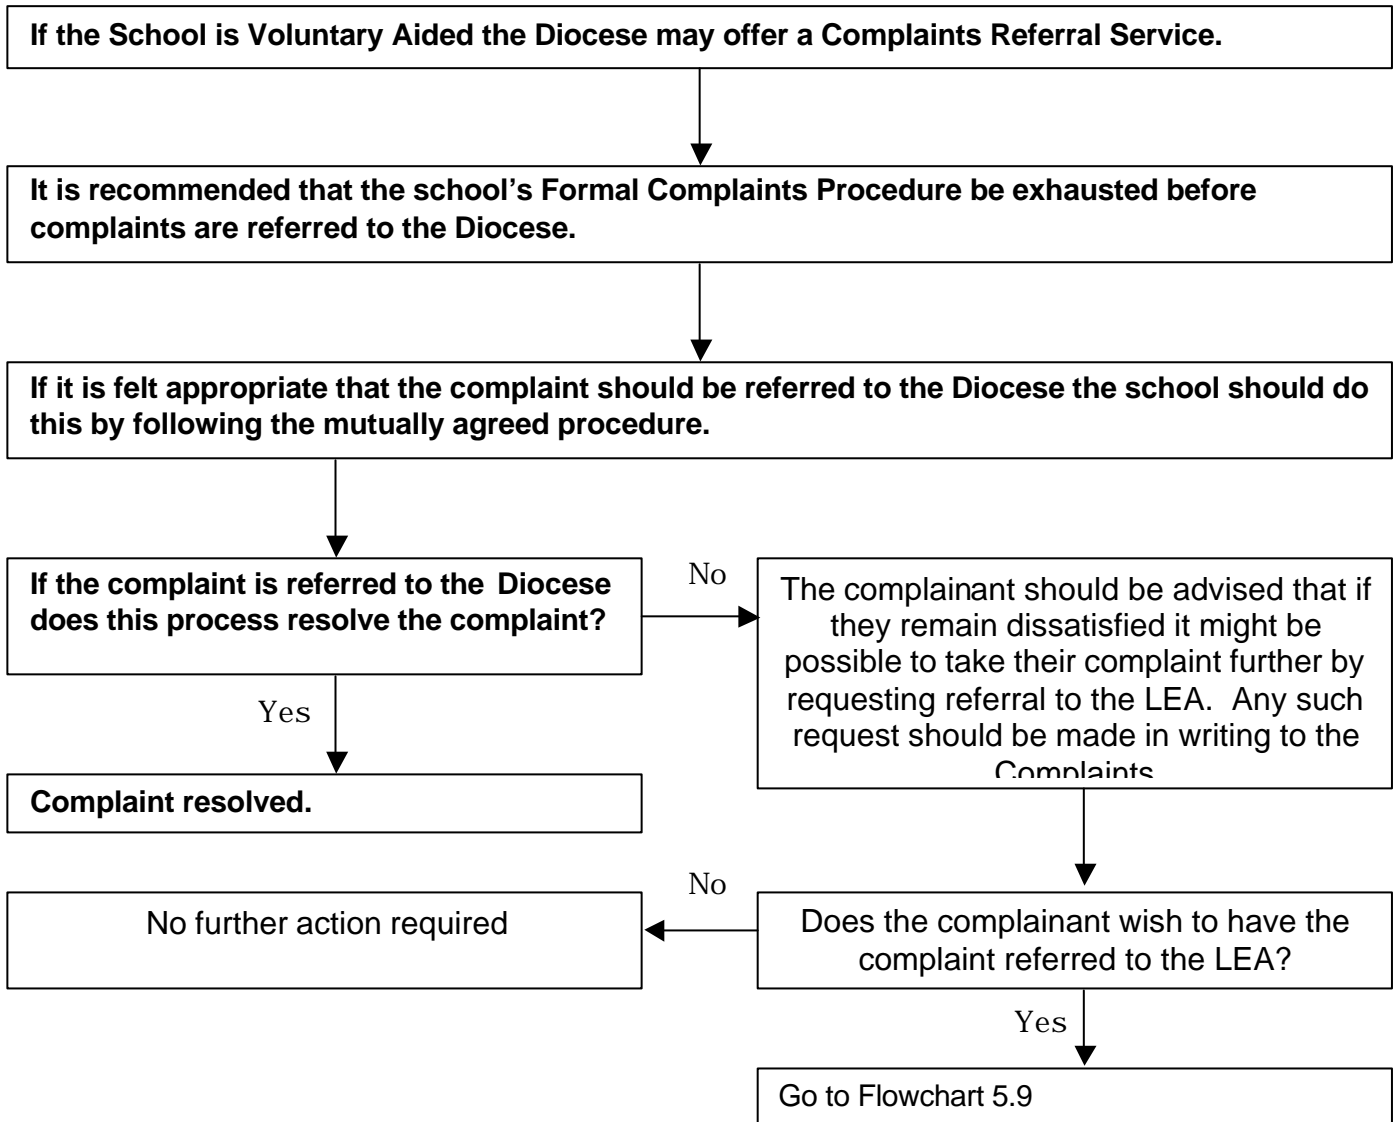 If the School is Voluntary Aided the Diocese may offer a Complaints Referral Service.
It is recommended that the school’s Formal Complaints Procedure be exhausted before
complaints are referred to the Diocese.
If it is felt appropriate that the complaint should be referred to the Diocese the school should do
this by following the mutually agreed procedure.
If the complaint is referred to the Diocese
does this process resolve the complaint?
No
The complainant should be advised that if
they remain dissatisfied it might be
possible to take their complaint further by
requesting referral to the LEA. Any such
request should be made in writing to the
Complaints
Yes
Complaint resolved.
No
No further action required
Does the complainant wish to have the
complaint referred to the LEA?
Yes
Go to Flowchart 5.9